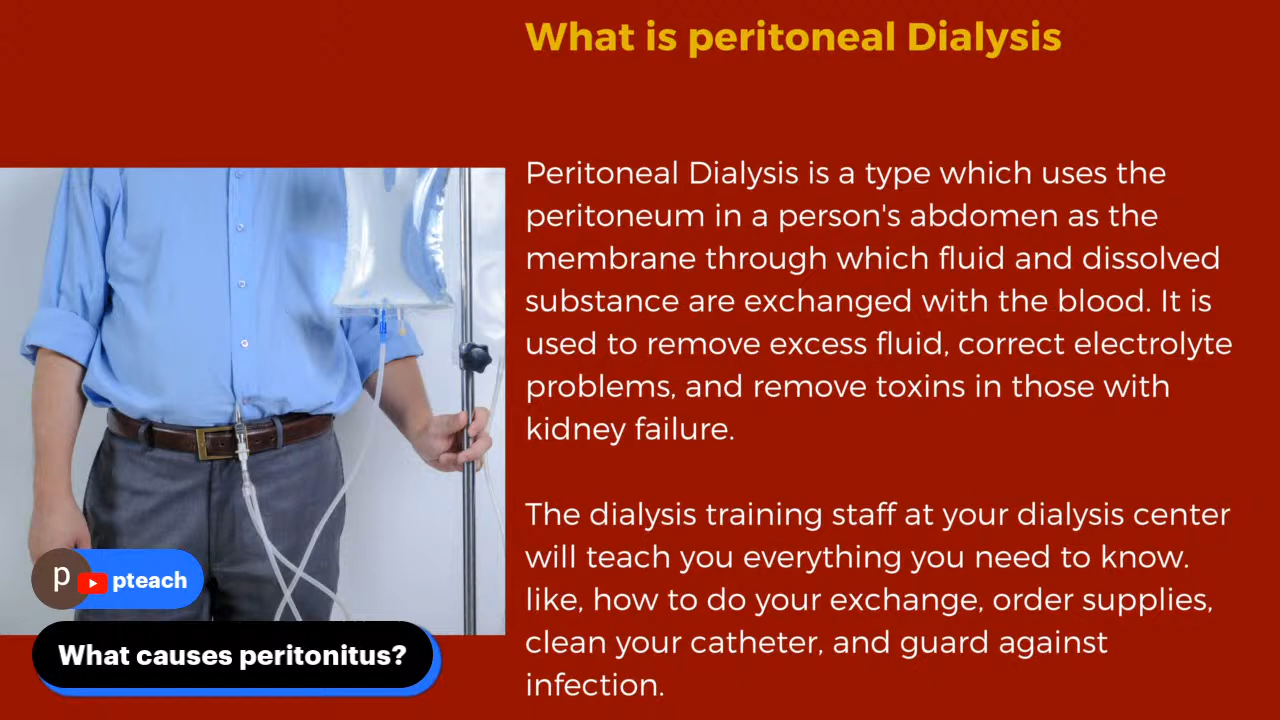 What is peritoneal Dialysis
Peritoneal Dialysis is a type which uses the
peritoneum in a person's abdomen as the
membrane through which fluid and dissolved
substance are exchanged with the blood. It is
used to remove excess fluid, correct electrolyte
problems, and remove toxins in those with
kidney failure.
The dialysis training staff at your dialysis center
will teach you everything you need to know.
like, how to do your exchange, order supplies,
clean your catheter, and guard against
infection.
p
pteach
What causes peritonitus?